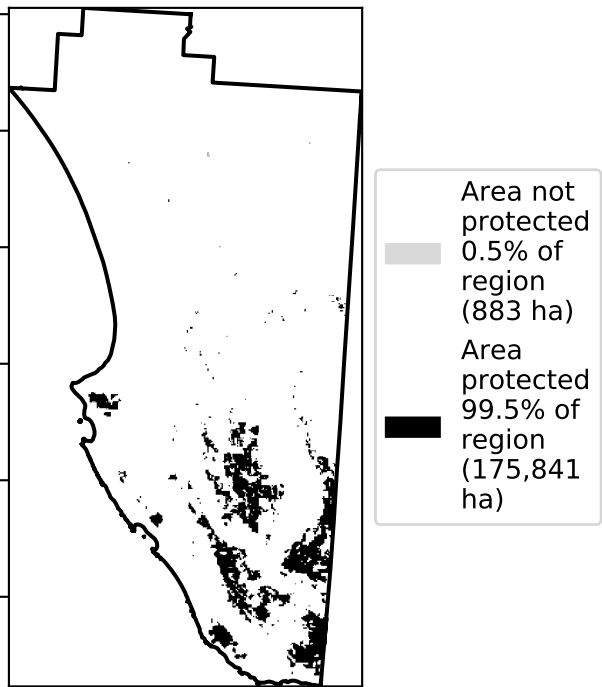 Area not
protected
0.5% of
region
(883 ha)
Area
protected
99.5% of
region
(175,841
ha)